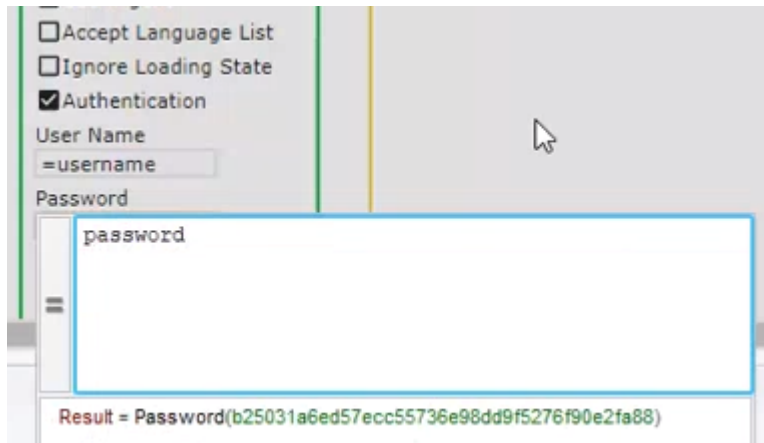 Accept Language List
Ignore Loading State
Authentication
User Name
=username
Password
password
=
Result = Password(b25031a6ed57ecc55736e98dd9f5276f90e2fa88)